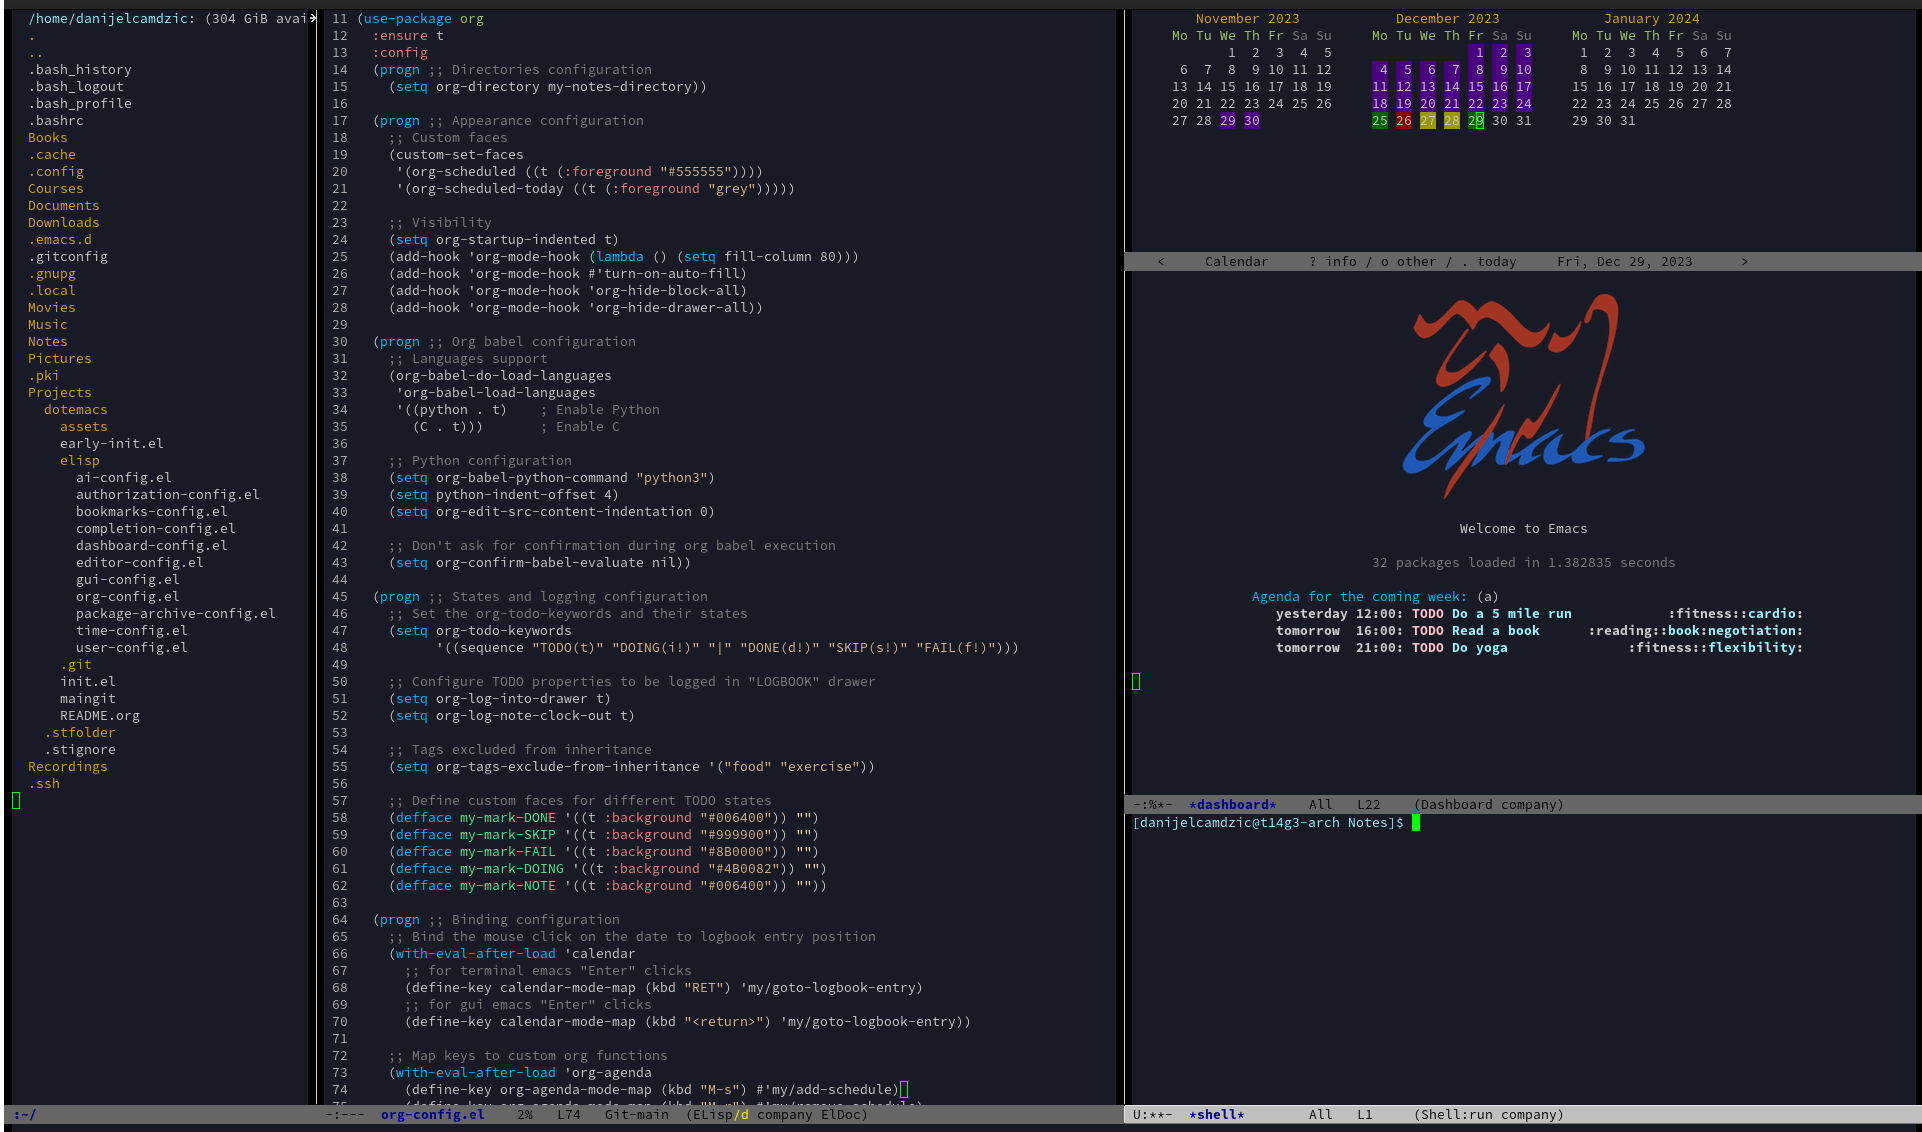 /home/danijelcamdzic: (304 GiB avai
.
..
.bash_history
.bash_logout
.bash_profile
.bashrc
Books
.cache
.config
Courses
Documents
Downloads
.emacs.d
.gitconfig
.gnupg
.local
Movies
Music
Notes
Pictures
.pki
Projects
dotemacs
assets
early-init.el
elisp
ai-config.el
authorization-config.el
bookmarks-config.el
completion-config.el
dashboard-config.el
editor-config.el
gui-config.el
org-config.el
package-archive-config.el
time-config.el
user-config.el
.git
init.el
maingit
README.org
.stfolder
.stignore
Recordings
.ssh
:~/
11 (use-package org
12   :ensure t
13   :config
14   (progn ;; Directories configuration
15     (setq org-directory my-notes-directory))
16
17   (progn ;; Appearance configuration
18     ;; Custom faces
19     (custom-set-faces
20      '(org-scheduled ((t (:foreground "#555555"))))
21      '(org-scheduled-today ((t (:foreground "grey")))))
22
23     ;; Visibility
24     (setq org-startup-indented t)
25     (add-hook 'org-mode-hook (lambda () (setq fill-column 80)))
26     (add-hook 'org-mode-hook #'turn-on-auto-fill)
27     (add-hook 'org-mode-hook 'org-hide-block-all)
28     (add-hook 'org-mode-hook 'org-hide-drawer-all))
29
30   (progn ;; Org babel configuration
31     ;; Languages support
32     (org-babel-do-load-languages
33      'org-babel-load-languages
34      '((python . t)    ; Enable Python
35        (C . t)))       ; Enable C
36
37     ;; Python configuration
38     (setq org-babel-python-command "python3")
39     (setq python-indent-offset 4)
40     (setq org-edit-src-content-indentation 0)
41
42     ;; Don't ask for confirmation during org babel execution
43     (setq org-confirm-babel-evaluate nil))
44
45   (progn ;; States and logging configuration
46     ;; Set the org-todo-keywords and their states
47     (setq org-todo-keywords
48           '((sequence "TODO(t)" "DOING(i!)" "|" "DONE(d!)" "SKIP(s!)" "FAIL(f!)")))
49
50     ;; Configure TODO properties to be logged in "LOGBOOK" drawer
51     (setq org-log-into-drawer t)
52     (setq org-log-note-clock-out t)
53
54     ;; Tags excluded from inheritance
55     (setq org-tags-exclude-from-inheritance '("food" "exercise"))
56
57     ;; Define custom faces for different TODO states
58     (defface my-mark-DONE '((t :background "#006400")) "")
59     (defface my-mark-SKIP '((t :background "#999900")) "")
60     (defface my-mark-FAIL '((t :background "#8B0000")) "")
61     (defface my-mark-DOING '((t :background "#4B0082")) "")
62     (defface my-mark-NOTE '((t :background "#006400")) ""))
63
64   (progn ;; Binding configuration
65     ;; Bind the mouse click on the date to logbook entry position
66     (with-eval-after-load 'calendar
67       ;; for terminal emacs "Enter" clicks
68       (define-key calendar-mode-map (kbd "RET") 'my/goto-logbook-entry)
69       ;; for gui emacs "Enter" clicks
70       (define-key calendar-mode-map (kbd "<return>") 'my/goto-logbook-entry))
71
72     ;; Map keys to custom org functions
73     (with-eval-after-load 'org-agenda
74       (define-key org-agenda-mode-map (kbd "M-s") #'my/add-schedule)
-:---  org-config.el    2%   L74   Git-main  (ELisp/d company ElDoc)
November 2023 December 2023 January 2024
Mo Tu We Th Fr Sa Su Mo Tu We Th Fr Sa Su Mo Tu We Th Fr Sa Su
1 2 3 4 5 1 2 3 1 2 3 4 5 6 7
6 7 8 9 10 11 12 4 5 6 7 8 9 10 8 9 10 11 12 13 14
13 14 15 16 17 18 19 11 12 13 14 15 16 17 15 16 17 18 19 20 21
20 21 22 23 24 25 26 18 19 20 21 22 23 24 22 23 24 25 26 27 28
27 28 29 30 25 26 27 28 29 30 31 29 30 31
< Calendar ? info / o other / . today Fri, Dec 29, 2023 >
Emacs
Welcome to Emacs
32 packages loaded in 1.382835 seconds
Agenda for the coming week: (a)
yesterday 12:00: TODO Do a 5 mile run :fitness::cardio:
tomorrow 16:00: TODO Read a book :reading::book:negotiation:
tomorrow 21:00: TODO Do yoga :fitness::flexibility:
-:%*-  *dashboard*    All   L22    (Dashboard company)
[danijelcamdzic@t14g3-arch Notes]$
U:**-  *shell*        All   L1     (Shell:run company)